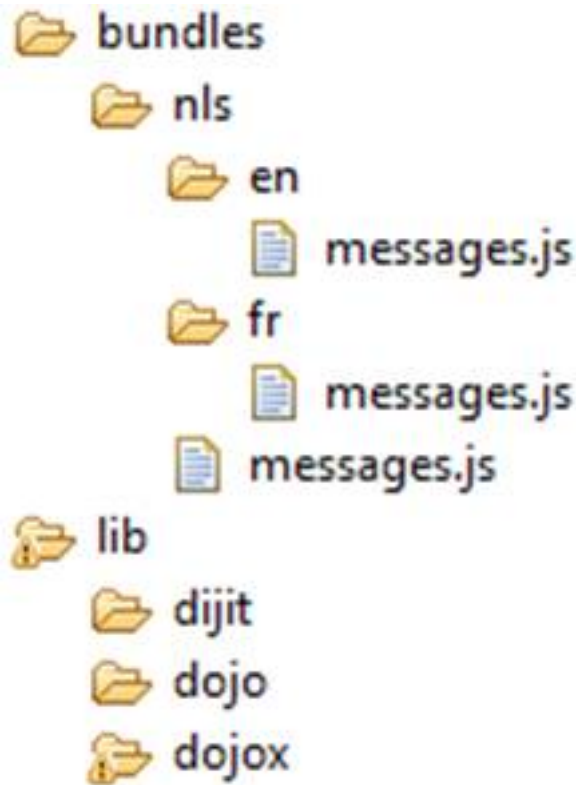 bundles
nls
en
messages.js
fr
messages.js
messages.js
lib
dijit
dojo
dojox